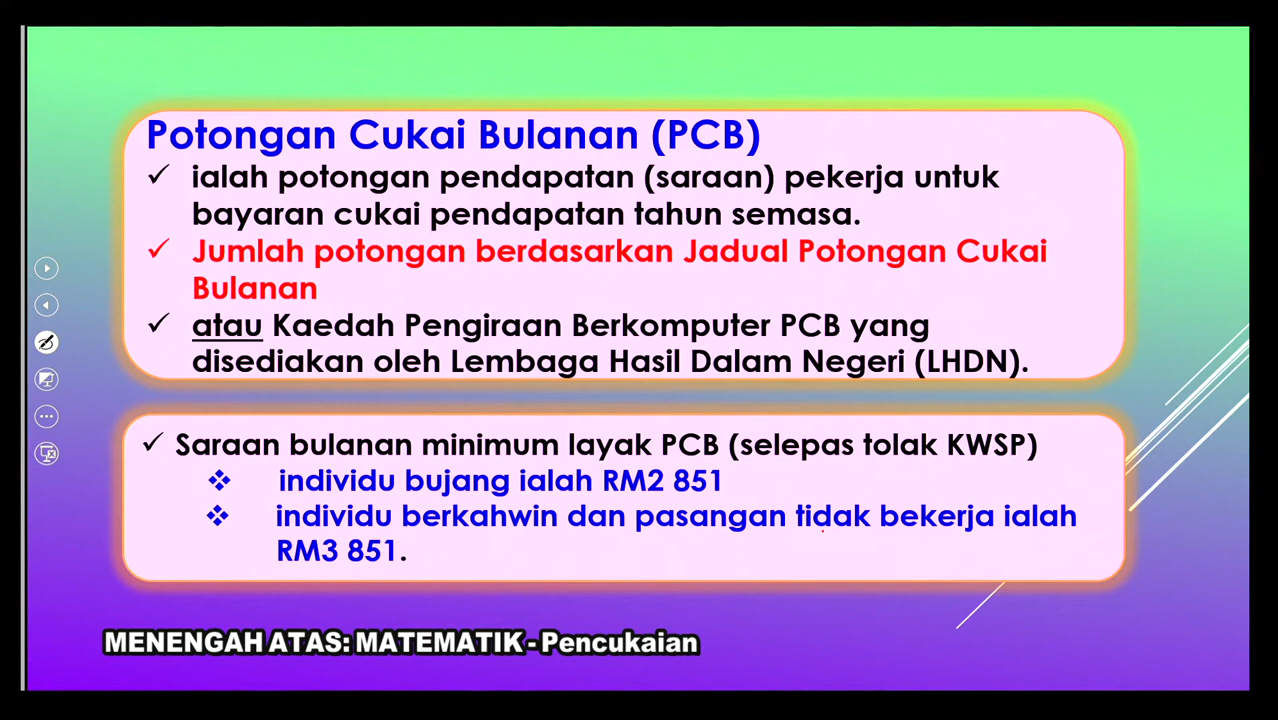 Potongan Cukai Bulanan (PCB)
✓ ialah potongan pendapatan (saraan) pekerja untuk
bayaran cukai pendapatan tahun semasa.
✓ Jumlah potongan berdasarkan Jadual Potongan Cukai
Bulanan
✓ atau Kaedah Pengiraan Berkomputer PCB yang
disediakan oleh Lembaga Hasil Dalam Negeri (LHDN).
✓ Saraan bulanan minimum layak PCB (selepas tolak KWSP)
❖ individu bujang ialah RM2 851
❖ individu berkahwin dan pasangan tidak bekerja ialah
RM3 851.
MENENGAH ATAS: MATEMATIK - Pencukaian